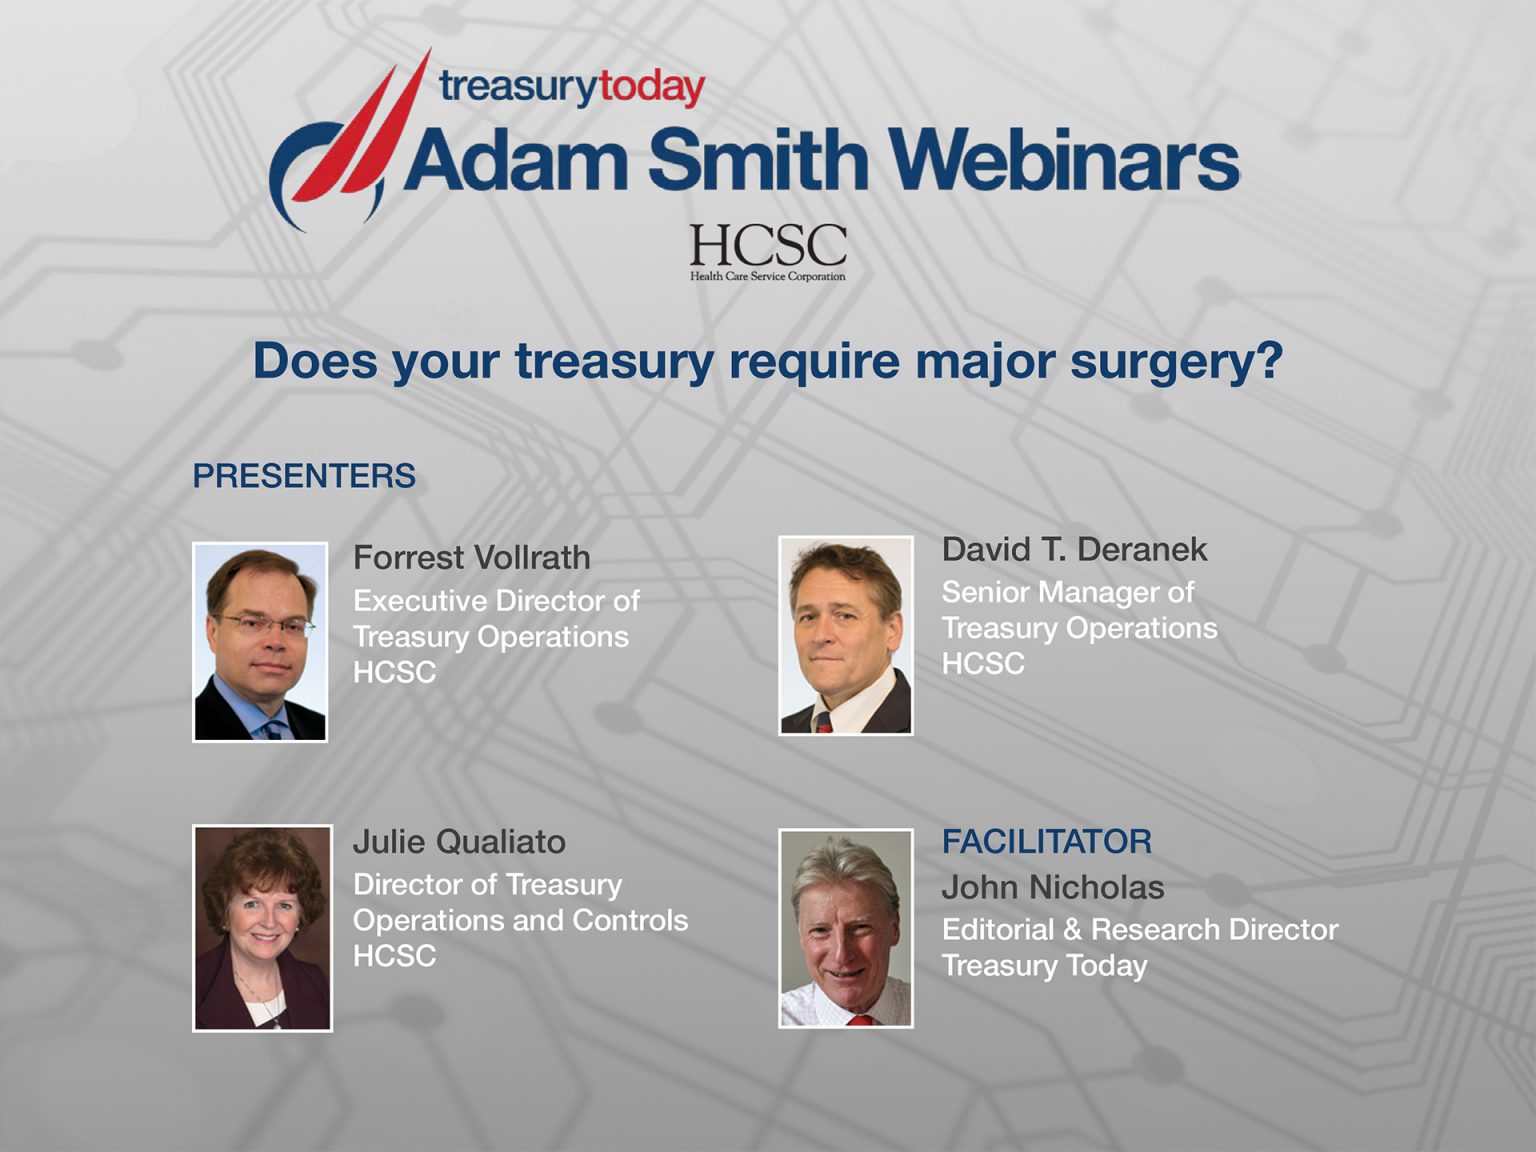 treasurytoday
Adam Smith Webinars
HCSC
Health Care Service Corporation
Does your treasury require major surgery?
PRESENTERS
Forrest Vollrath
Executive Director of
Treasury Operations
HCSC
David T. Deranek
Senior Manager of
Treasury Operations
HCSC
Julie Qualiato
Director of Treasury
Operations and Controls
HCSC
FACILITATOR
John Nicholas
Editorial & Research Director
Treasury Today